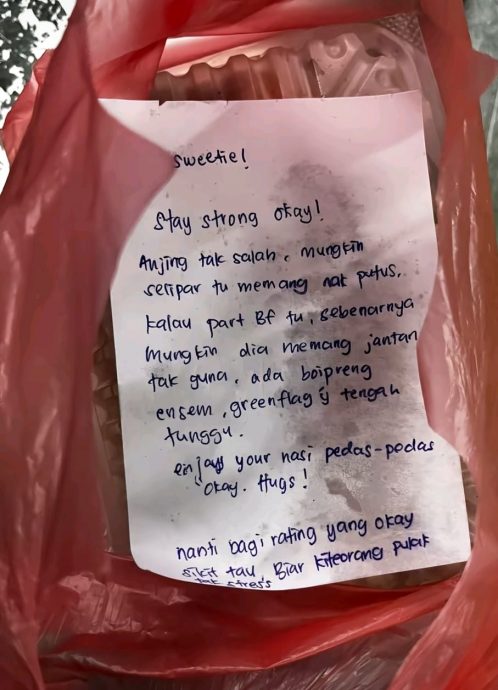 sweetie!
Stay strong okay!
Anjing tak salah, mungkin
seripar tu memang nak putus.
kalau part BF tu, sebenarnya
mungkin dia memang jantan
tak guna. ada boipreng
ensem, greenflag yg tengah
tunggu.
enjoy your nasi pedas-pedas
okay. Hugs!
nanti bagi rating yang okay
sikit tau Biar kiteorang pulak
tak stress